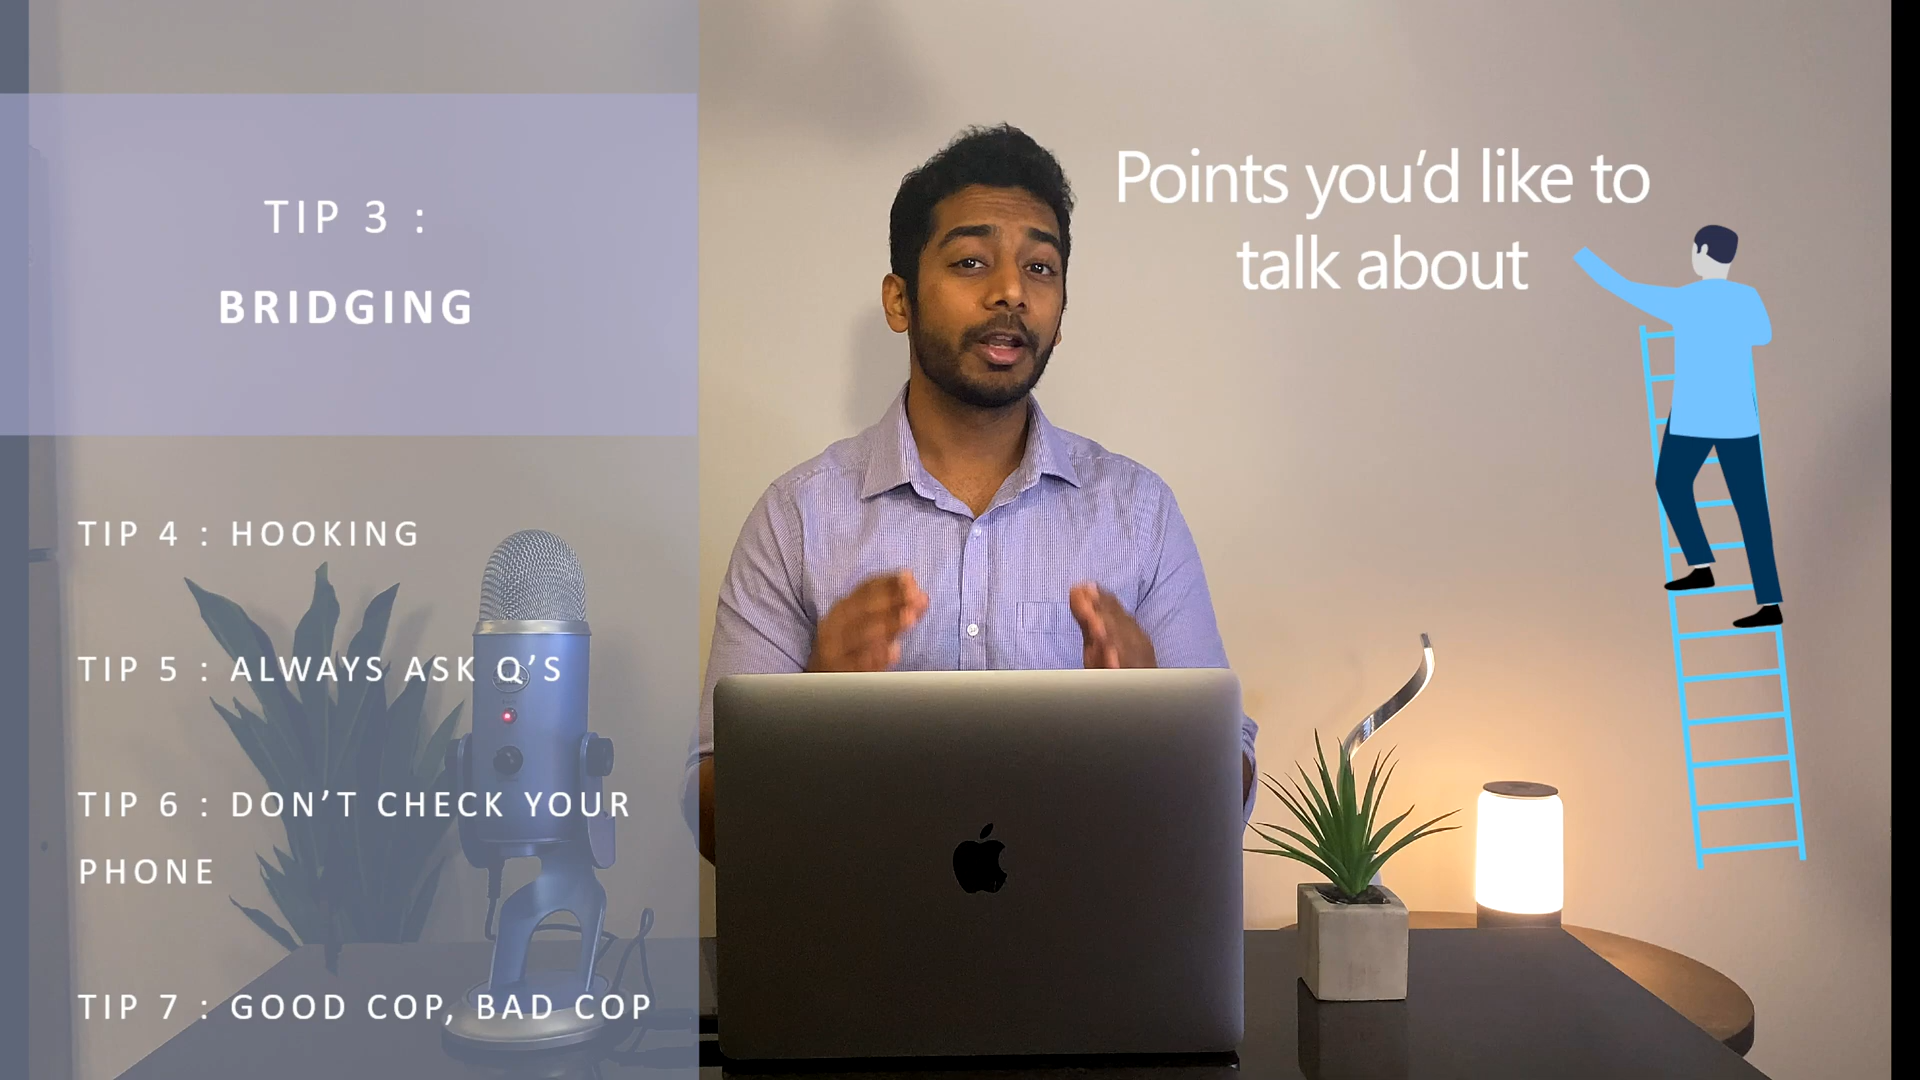 TIP 3 :
BRIDGING
TIP 4 : HOOKING
TIP 5 : ALWAYS ASK Q’S
TIP 6 : DON’T CHECK YOUR
PHONE
TIP 7 : GOOD COP, BAD COP
Points you’d like to
talk about